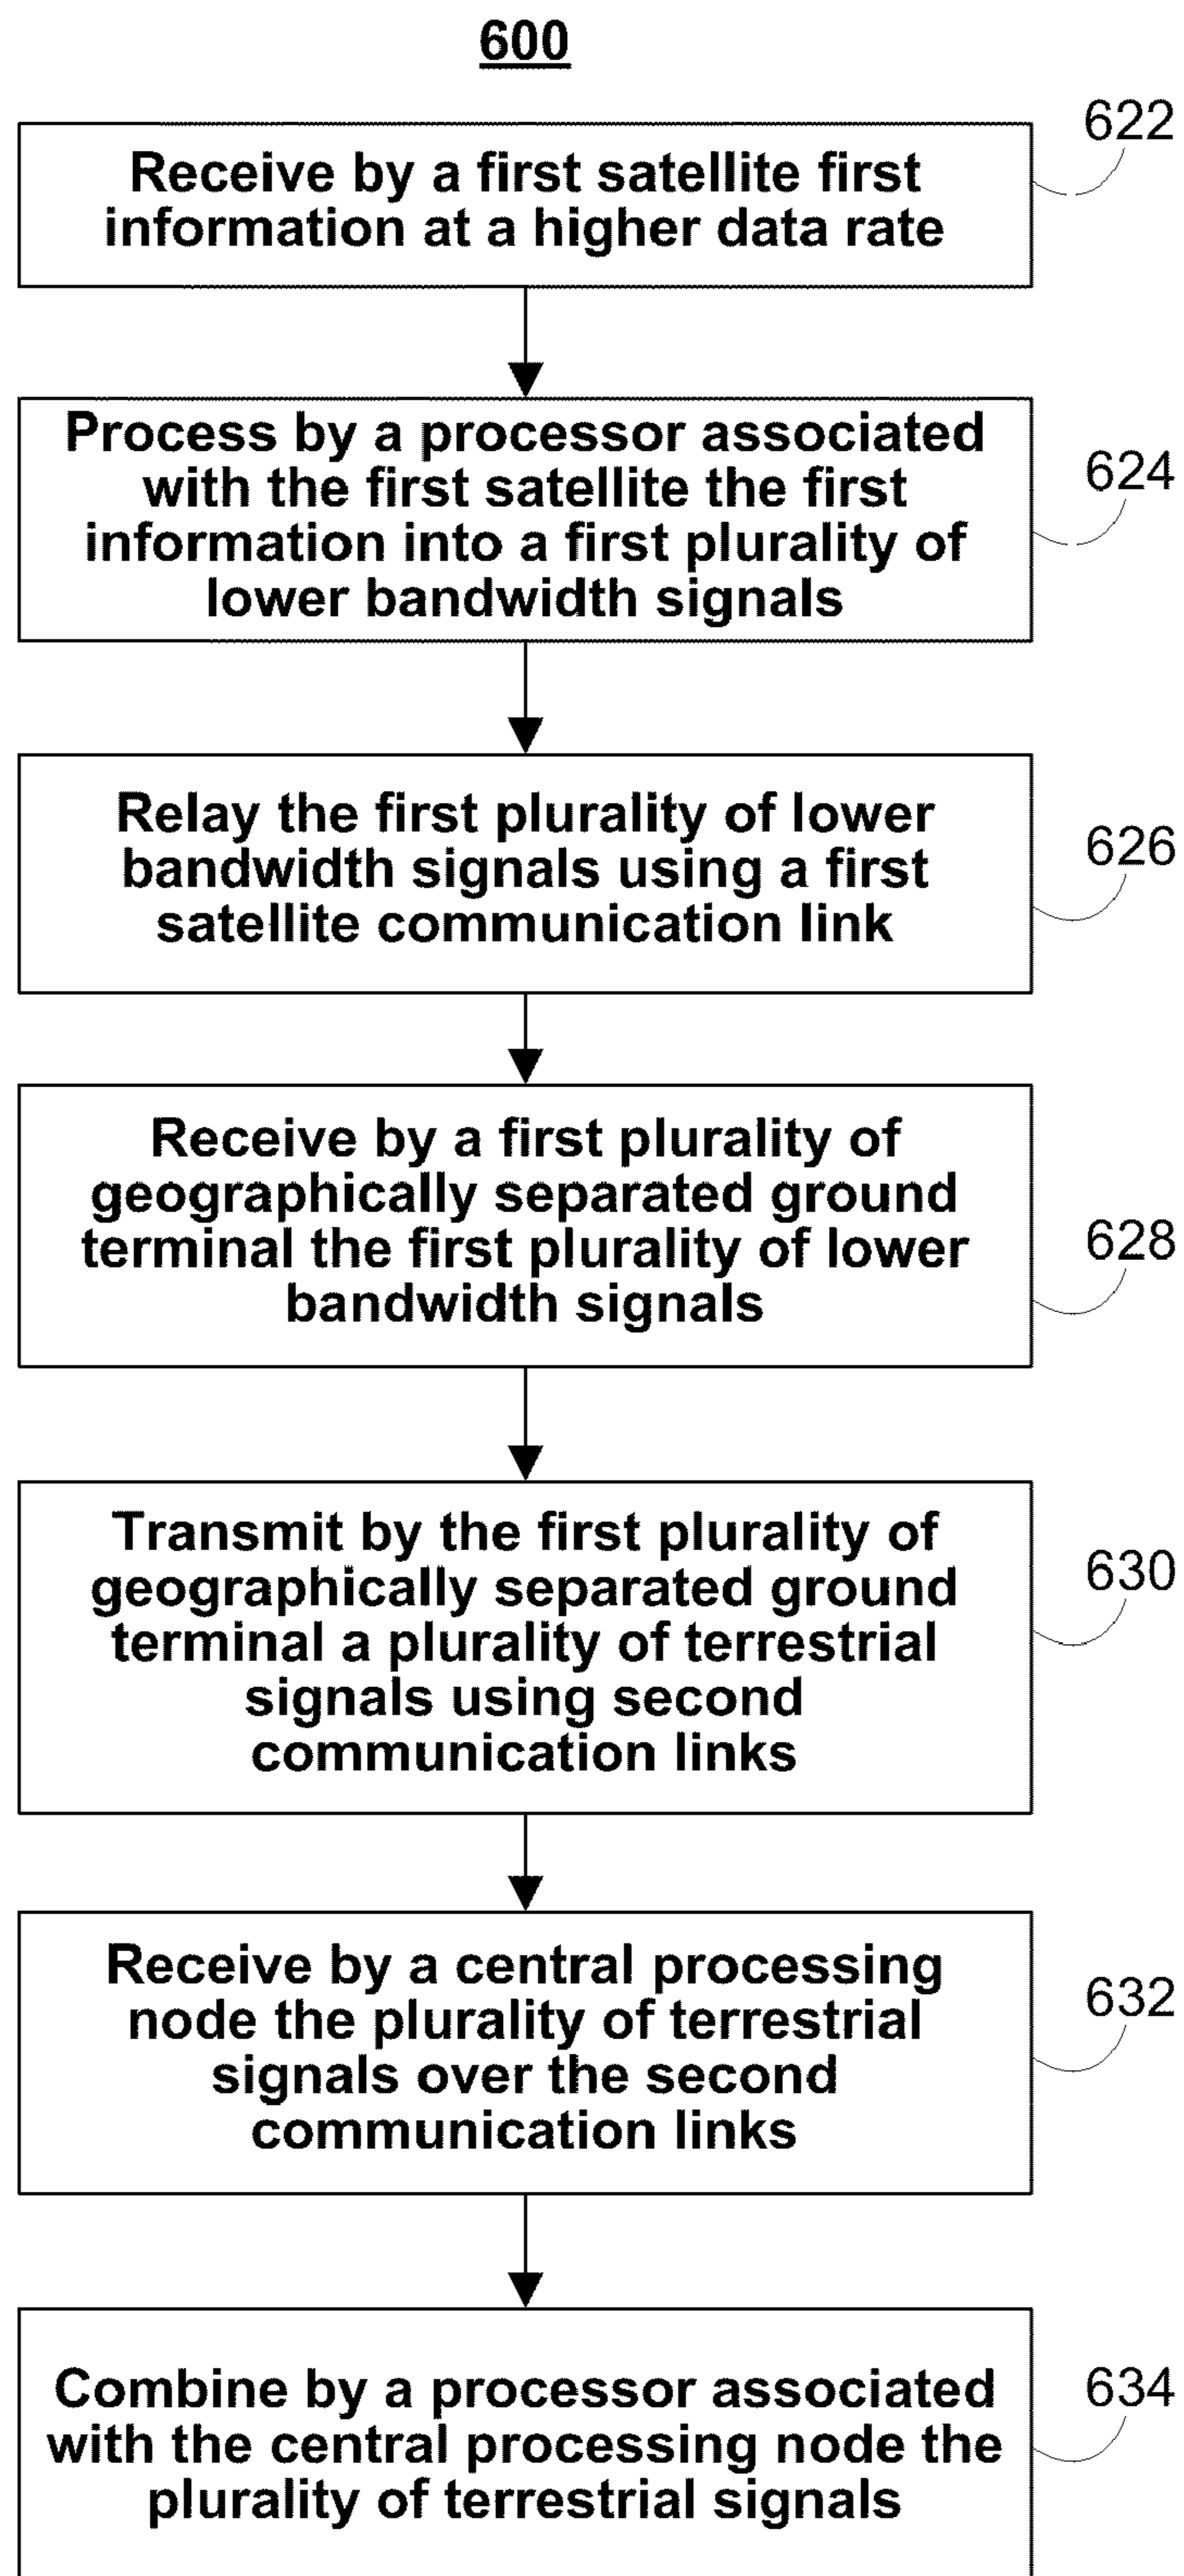 600
Receive by a first satellite first
information at a higher data rate
622
Process by a processor associated
with the first satellite the first
information into a first plurality of
lower bandwidth signals
624
Relay the first plurality of lower
bandwidth signals using a first
satellite communication link
626
Receive by a first plurality of
geographically separated ground
terminal the first plurality of lower
bandwidth signals
628
Transmit by the first plurality of
geographically separated ground
terminal a plurality of terrestrial
signals using second
communication links
630
Receive by a central processing
node the plurality of terrestrial
signals over the second
communication links
632
Combine by a processor associated
with the central processing node the
plurality of terrestrial signals
634